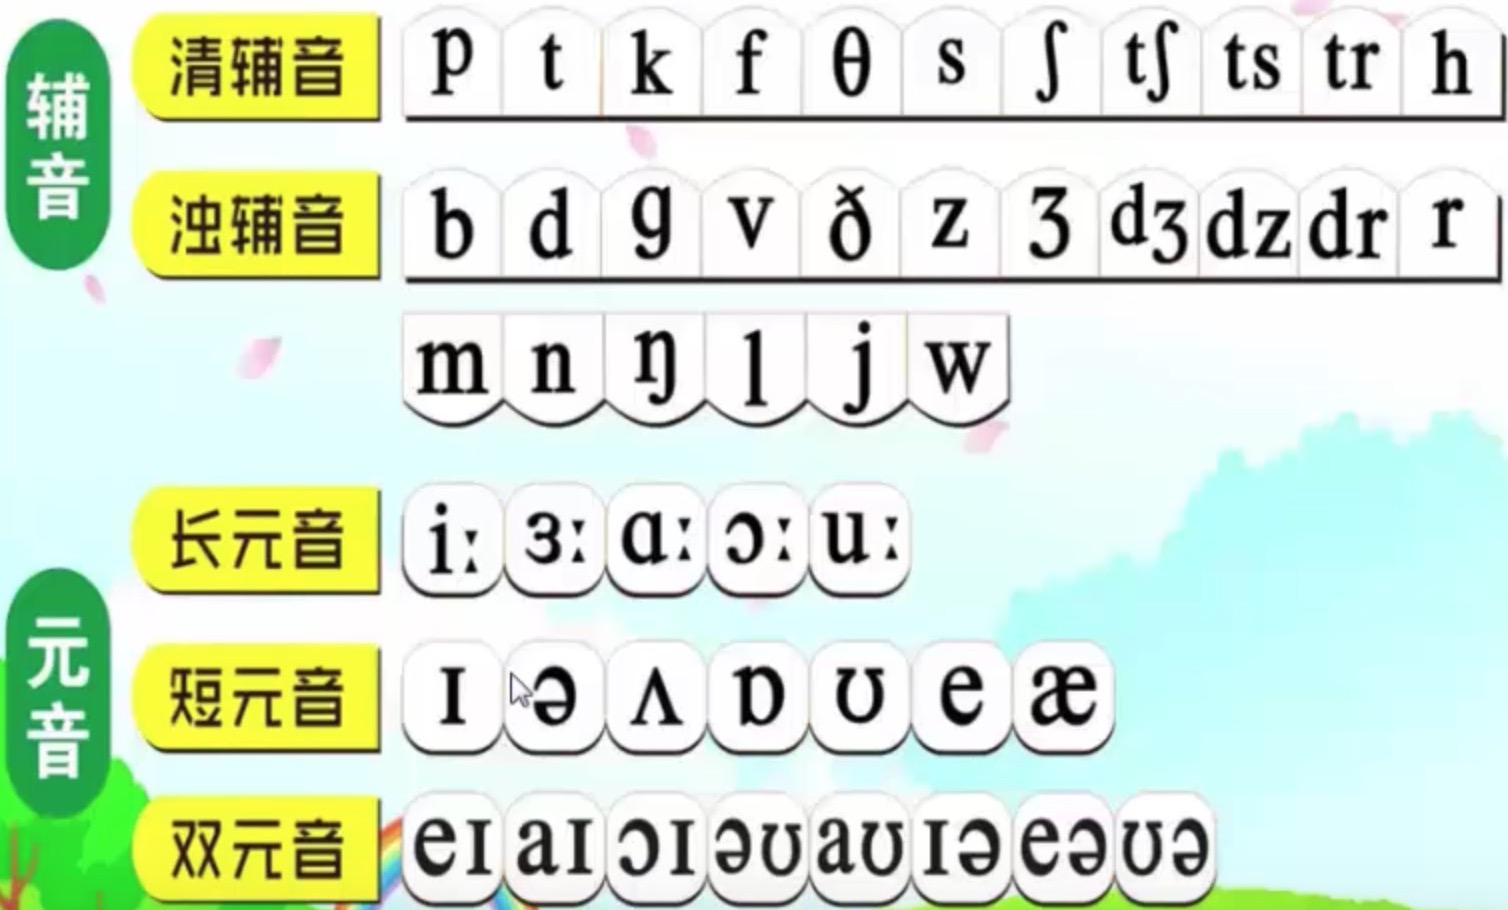 辅音
清辅音 p t k f θ s ʃ tʃ ts tr h
浊辅音 b d g v ð z ʒ dʒ dz dr r
m n ŋ l j w
元音
长元音 iː ɜː ɑː ɔː uː
短元音 ɪ ə ʌ ɒ ʊ e æ
双元音 eɪ aɪ ɔɪ əʊ aʊ ɪə eə ʊə